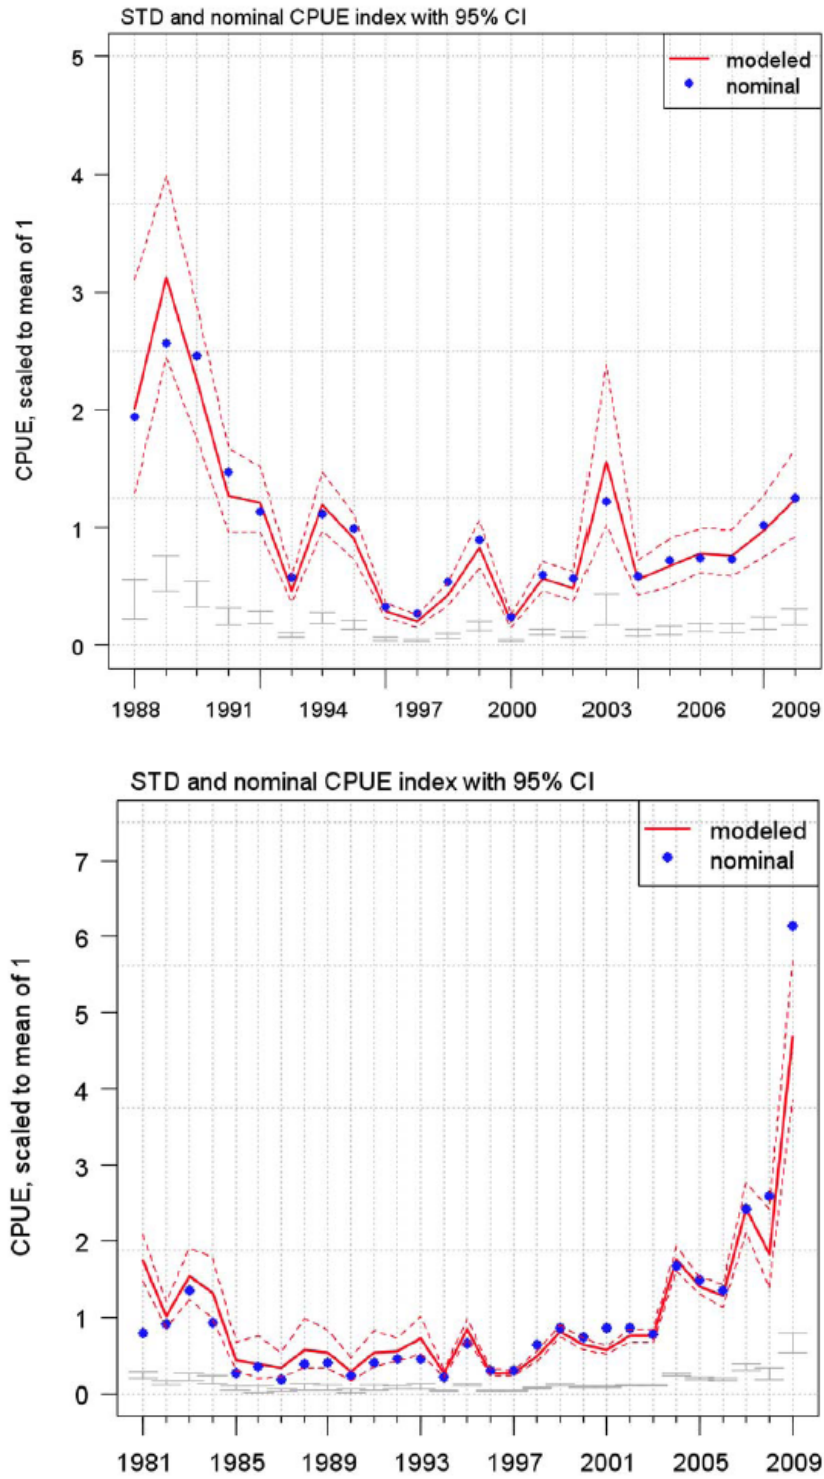 STD and nominal CPUE index with 95% CI
modeled
nominal
CPUE, scaled to mean of 1
5
4
3
2
1
0
1988 1991 1994 1997 2000 2003 2006 2009
STD and nominal CPUE index with 95% CI
modeled
nominal
CPUE, scaled to mean of 1
7
6
5
4
3
2
1
0
1981 1985 1989 1993 1997 2001 2005 2009